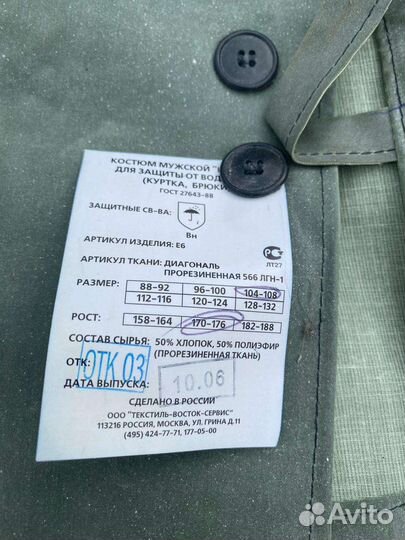 КОСТЮМ МУЖСКОЙ
ДЛЯ ЗАЩИТЫ ОТ ВОД
(КУРТКА, БРЮКИ
ГОСТ 27643-88
ЗАЩИТНЫЕ СВ-ВА:
Вн
АРТИКУЛ ИЗДЕЛИЯ: Е6
РС
ЛТ27
АРТИКУЛ ТКАНИ: ДИАГОНАЛЬ
ПРОРЕЗИНЕННАЯ 566 ЛГН-1
РАЗМЕР: 88-92 96-100 104-108
112-116 120-124 128-132
РОСТ: 158-164 170-176 182-188
СОСТАВ СЫРЬЯ: 50% ХЛОПОК, 50% ПОЛИЭФИР
(ПРОРЕЗИНЕННАЯ ТКАНЬ)
ОТК: ОТК 03
ДАТА ВЫПУСКА: 10.06
СДЕЛАНО В РОССИИ
ООО "ТЕКСТИЛЬ-ВОСТОК-СЕРВИС"
113216 РОССИЯ, МОСКВА, УЛ. ГРИНА Д.11
(495) 424-77-71, 177-05-00
Avito